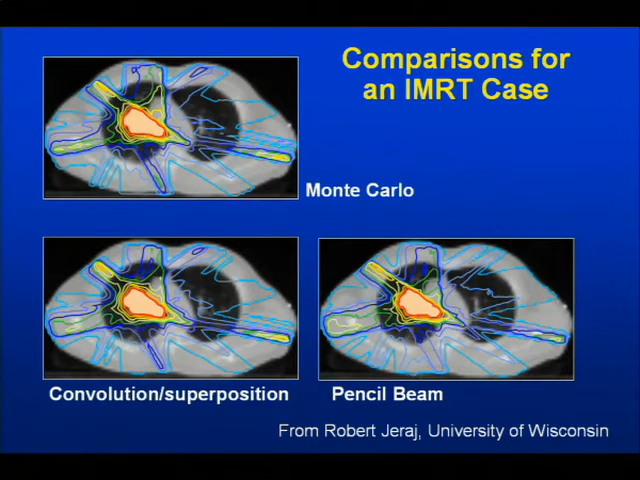 Comparisons for
an IMRT Case
Monte Carlo
Convolution/superposition
Pencil Beam
From Robert Jeraj, University of Wisconsin